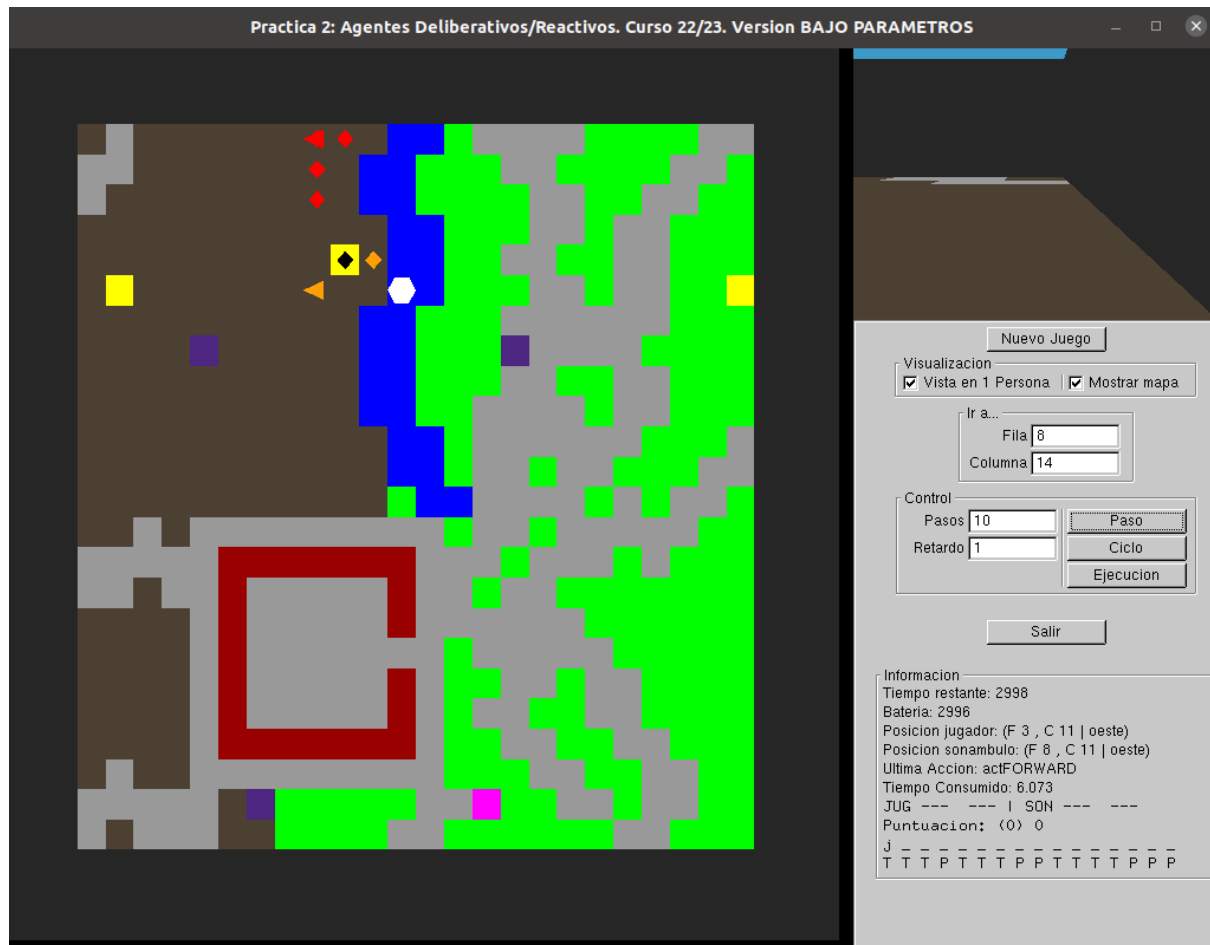 Practica 2: Agentes Deliberativos/Reactivos. Curso 22/23. Version BAJO PARAMETROS
Nuevo Juego
Visualizacion
Vista en 1 Persona Mostrar mapa
Ir a...
Fila 8
Columna 14
Control
Pasos 10 Paso
Retardo 1 Ciclo
Ejecucion
Salir
Informacion
Tiempo restante: 2998
Bateria: 2996
Posicion jugador: (F 3 , C 11 | oeste)
Posicion sonambulo: (F 8 , C 11 | oeste)
Ultima Accion: actFORWARD
Tiempo Consumido: 6.073
JUG --- --- I SON --- ---
Puntuacion: (0) 0
j _ _ _ _ _ _ _ _ _ _ _ _ _ _ _
T T T P T T T P P T T T T P P P